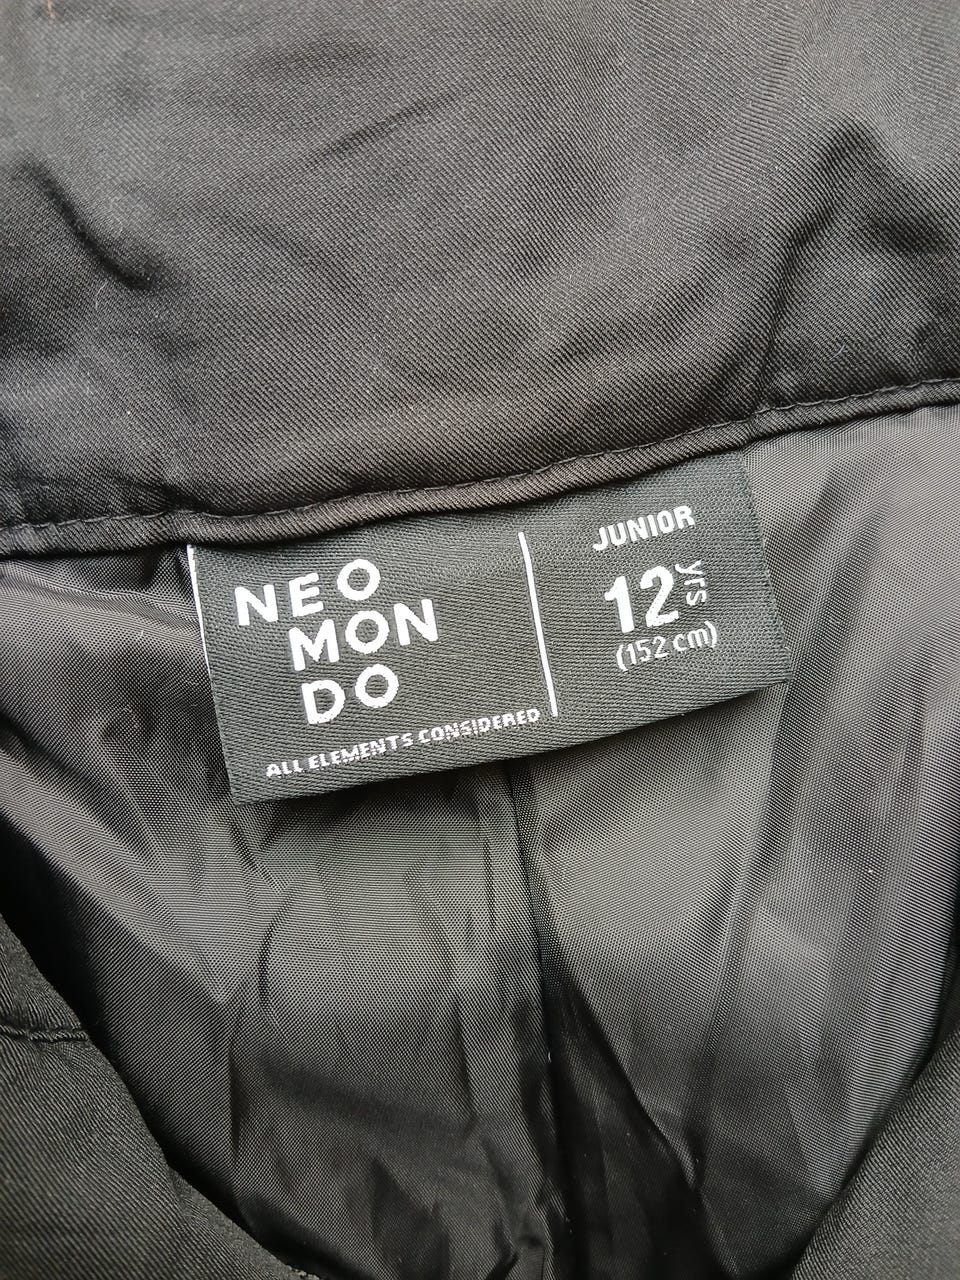 NEO
MON
DO
ALL ELEMENTS CONSIDERED
JUNIOR
12 yrs
(152 cm)